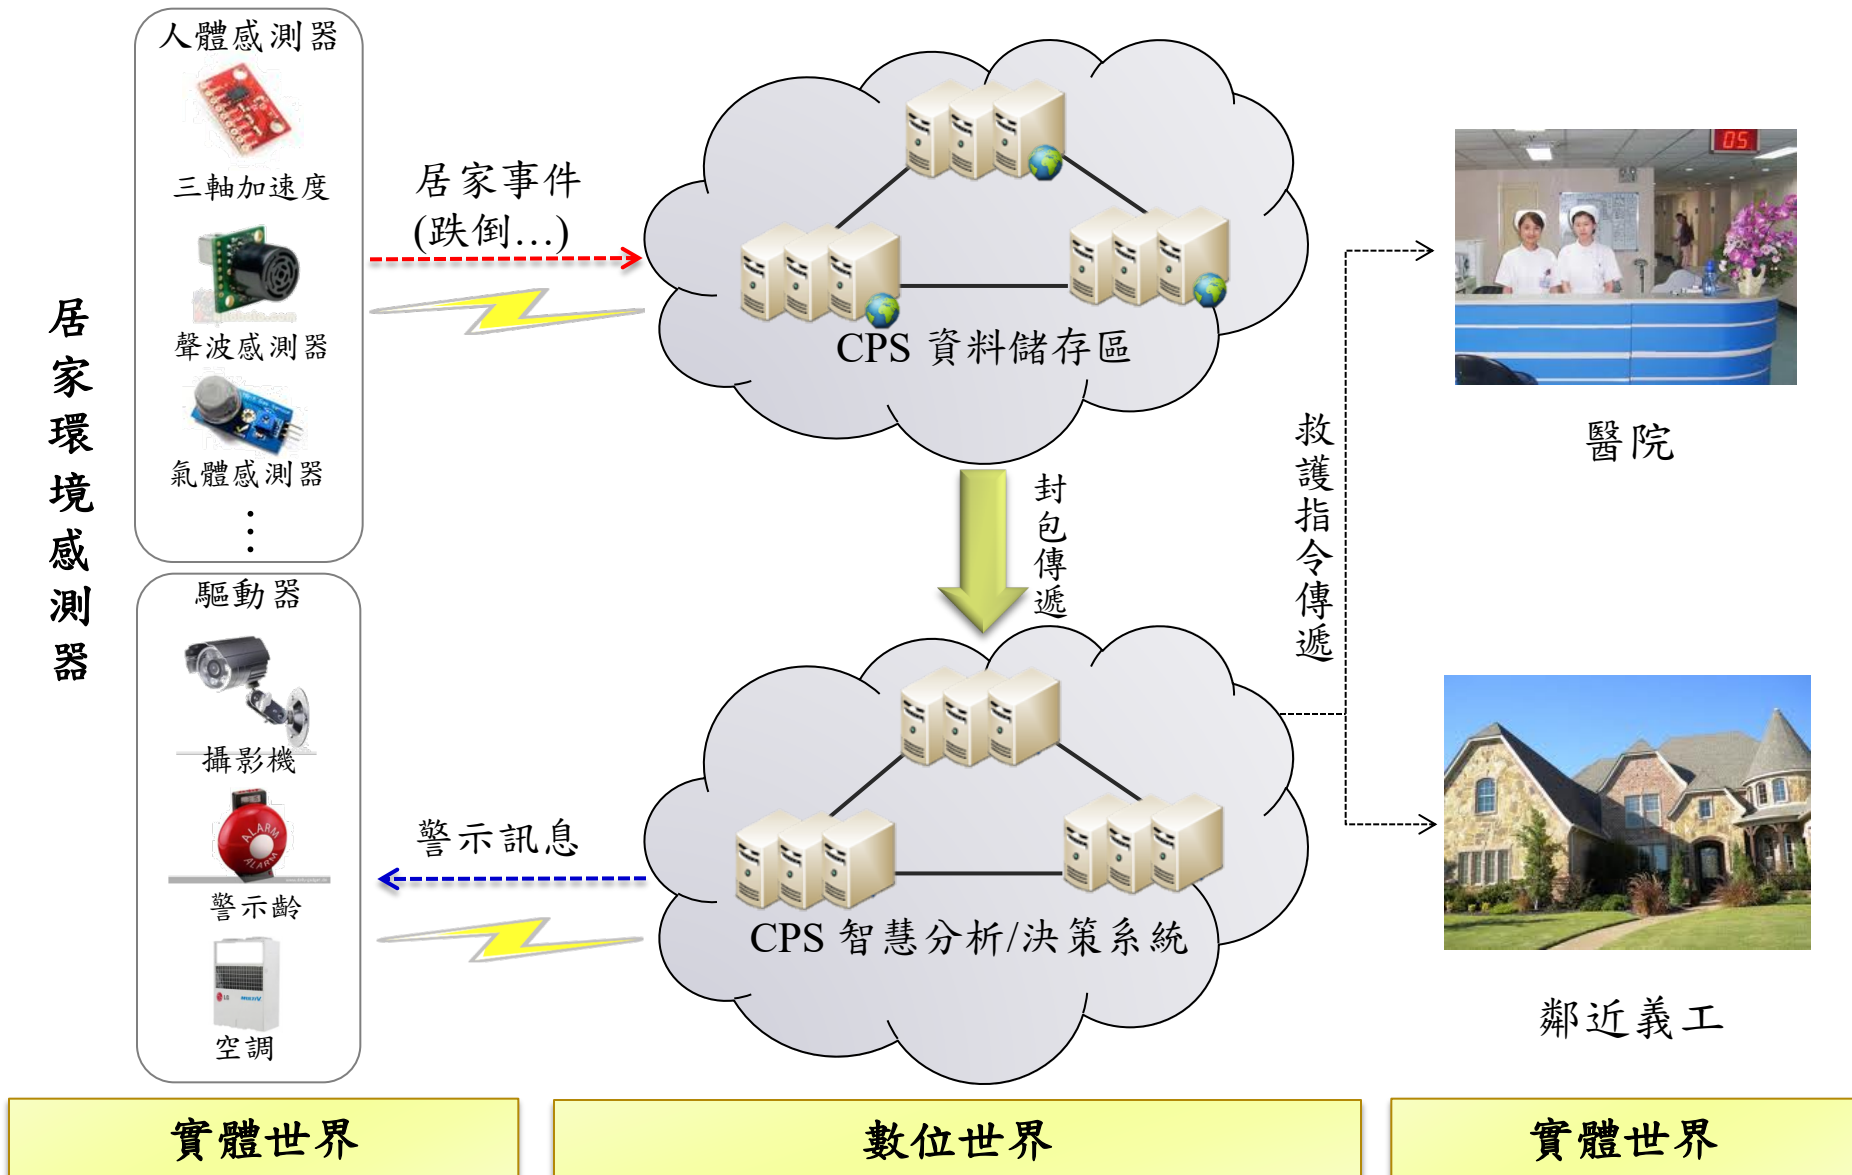 居家環境感測器
人體感測器
三軸加速度
聲波感測器
氣體感測器
⋮
驅動器
攝影機
ALARM
ALARM
警示齡
LG
空調
居家事件
(跌倒...)
警示訊息
CPS 資料儲存區
封包傳遞
CPS 智慧分析/決策系統
救護指令傳遞
05
醫院
鄰近義工
實體世界
數位世界
實體世界